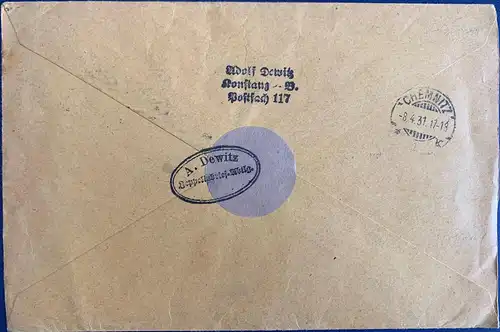 Adolf Dewitz
Konstanz - B.
Postfach 117
CHEMNITZ
-8.4.31.17-18
A. Dewitz